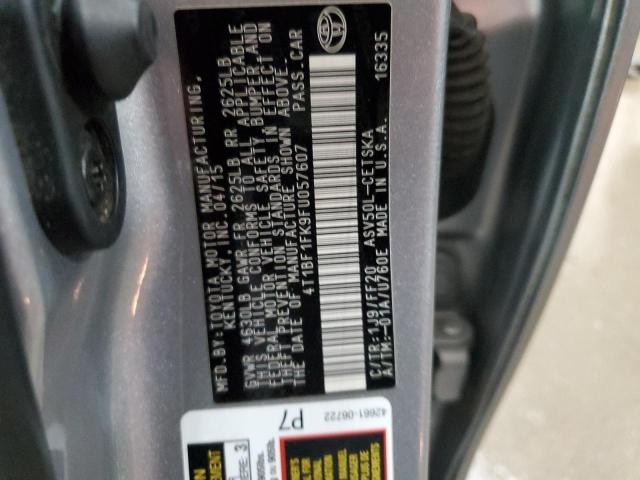 MFD.BY:TOYOTA MOTOR MANUFACTURING,
KENTUCKY, INC. 04/15
GVWR 4630LB GAWR FR 2625LB RR 2625LB
THIS VEHICLE CONFORMS TO ALL APPLICABLE
FEDERAL MOTOR VEHICLE SAFETY, BUMPER AND
THEFT PREVENTION STANDARDS IN EFFECT ON
THE DATE OF MANUFACTURE SHOWN ABOVE.
4T1BF1FK9FU057607 PASS.CAR
C/TR:1J9/FF20 ASV50L-CETSKA
A/TM:-01A/U760E MADE IN U.S.A. 16335
42661-06722
P7